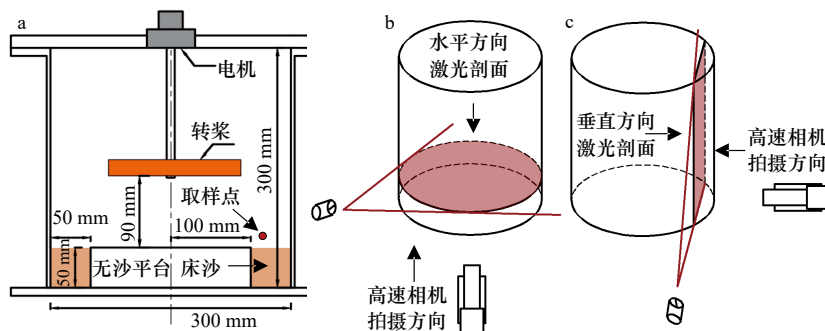 a
电机
转桨
300 mm
取样点
50 mm
90 mm
100 mm
50 mm
无沙平台
床沙
300 mm
b
水平方向
激光剖面
高速相机
拍摄方向
c
垂直方向
激光剖面
高速相机
拍摄方向